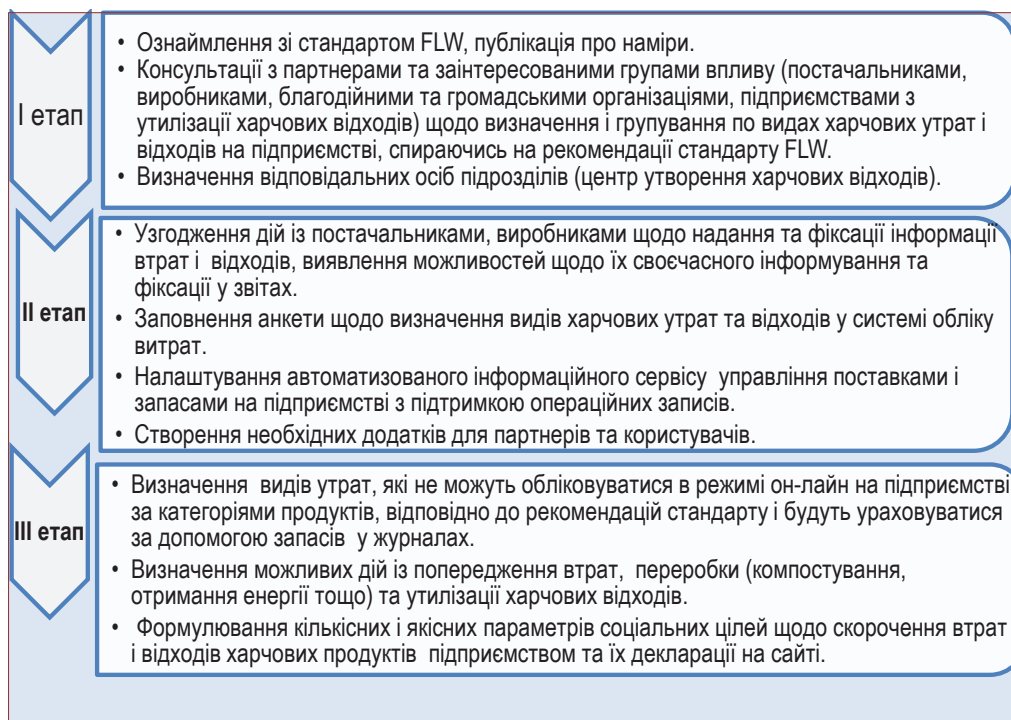 І етап
• Ознаймлення зі стандартом FLW, публікація про наміри.
• Консультації з партнерами та заінтересованими групами впливу (постачальниками,
виробниками, благодійними та громадськими організаціями, підприємствами з
утилізації харчових відходів) щодо визначення і групування по видах харчових утрат і
відходів на підприємстві, спираючись на рекомендації стандарту FLW.
• Визначення відповідальних осіб підрозділів (центр утворення харчових відходів).
ІІ етап
• Узгодження дій із постачальниками, виробниками щодо надання та фіксації інформації
втрат і відходів, виявлення можливостей щодо їх своєчасного інформування та
фіксації у звітах.
• Заповнення анкети щодо визначення видів харчових утрат та відходів у системі обліку
витрат.
• Налаштування автоматизованого інформаційного сервісу управління поставками і
запасами на підприємстві з підтримкою операційних записів.
• Створення необхідних додатків для партнерів та користувачів.
ІІІ етап
• Визначення видів утрат, які не можуть обліковуватися в режимі он-лайн на підприємстві
за категоріями продуктів, відповідно до рекомендацій стандарту і будуть ураховуватися
за допомогою запасів у журналах.
• Визначення можливих дій із попередження втрат, переробки (компостування,
отримання енергії тощо) та утилізації харчових відходів.
• Формулювання кількісних і якісних параметрів соціальних цілей щодо скорочення втрат
і відходів харчових продуктів підприємством та їх декларації на сайті.